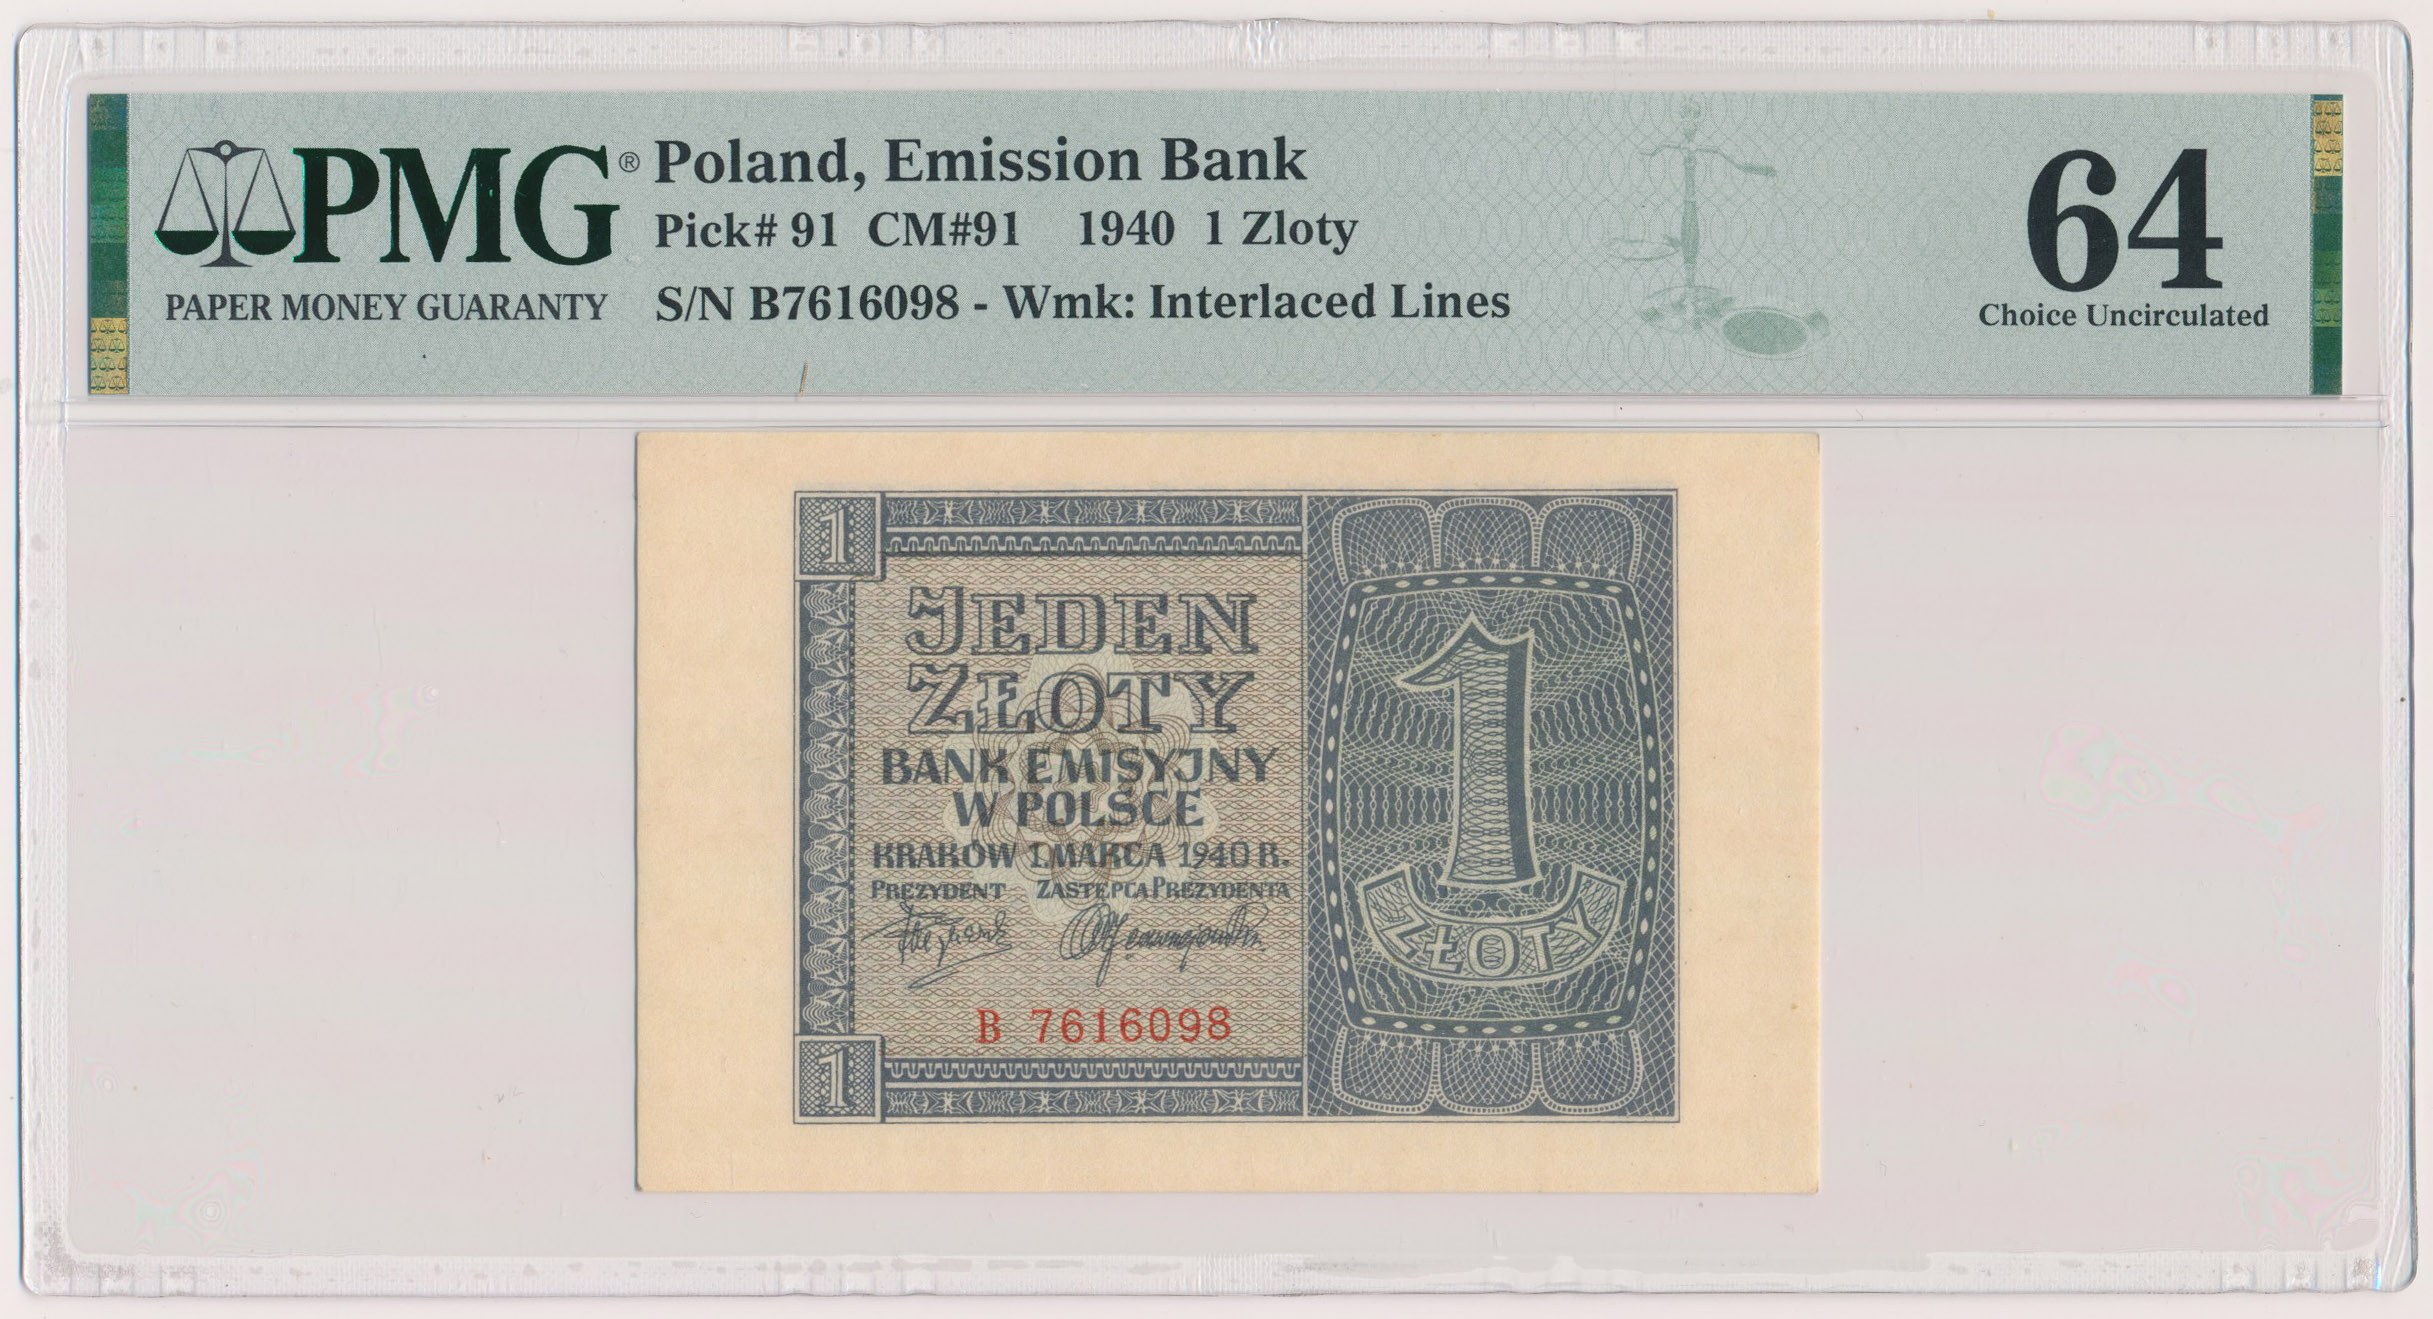 PMG®
PAPER MONEY GUARANTY
Poland, Emission Bank
Pick# 91 CM#91 1940 1 Zloty
S/N B7616098 - Wmk: Interlaced Lines
64
Choice Uncirculated
1
JEDEN
ZŁOTY
BANK EMISYJNY
W POLSCE
KRAKÓW 1. MARCA 1940 R.
PREZYDENT ZASTĘPCA PREZYDENTA
B 7616098
1
1
ZŁOTY